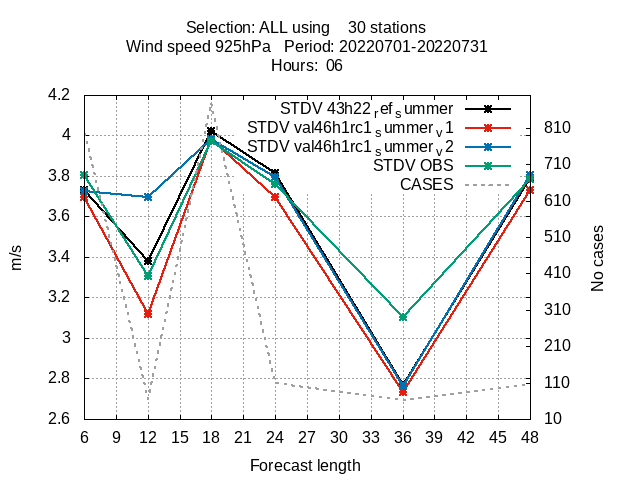 Selection: ALL using 30 stations
Wind speed 925hPa Period: 20220701-20220731
Hours: 06
STDV 43h22refsummer
STDV val46h1rc1summerv1
STDV val46h1rc1summerv2
STDV OBS
CASES
4.2
4
3.8
3.6
3.4
3.2
3
2.8
2.6
m/s
810
710
610
510
410
310
210
110
10
No cases
6 9 12 15 18 21 24 27 30 33 36 39 42 45 48
Forecast length